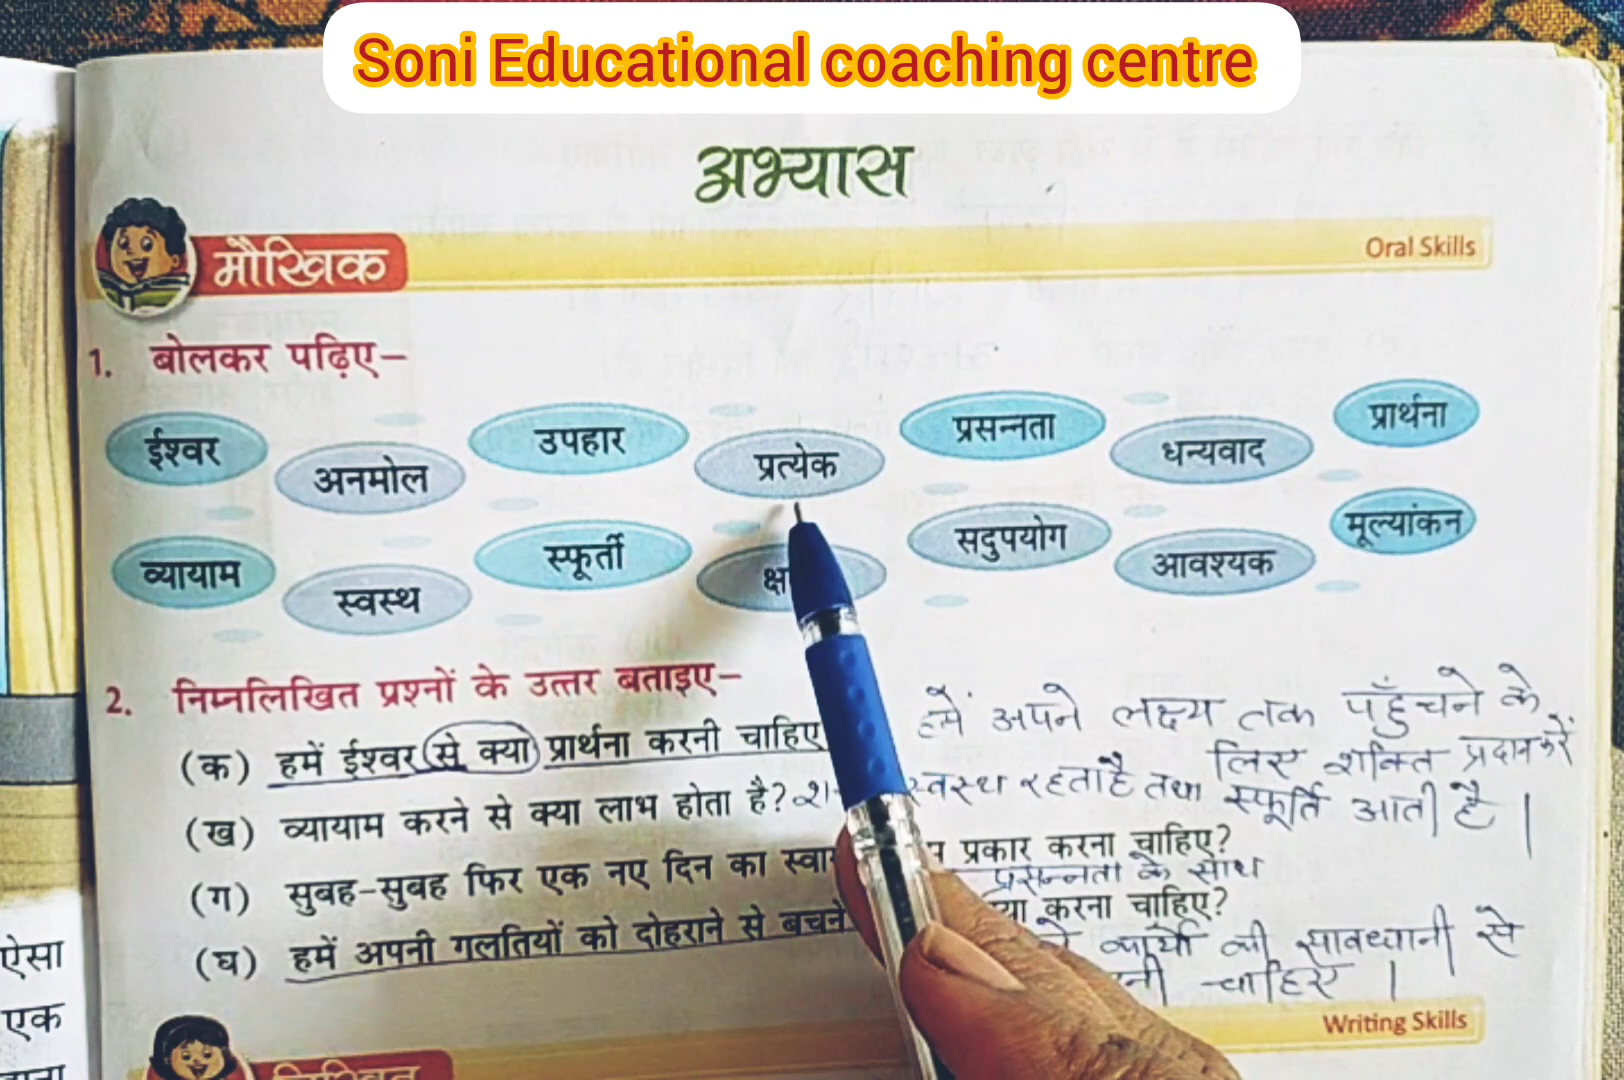 Soni Educational coaching centre
अभ्यास
मौखिक
Oral Skills
1. बोलकर पढ़िए–
ईश्वर अनमोल उपहार प्रत्येक प्रसन्नता धन्यवाद प्रार्थना
व्यायाम स्वस्थ स्फूर्ती सदुपयोग आवश्यक मूल्यांकन
2. निम्नलिखित प्रश्नों के उत्तर बताइए–
हमें अपने लक्ष्य तक पहुँचने के
(क) हमें ईश्वर से क्या प्रार्थना करनी चाहिए
लिए शक्ति प्रदान करें
(ख) व्यायाम करने से क्या लाभ होता है? स्वस्थ रहता है तथा स्फूर्ति आती है।
(ग) सुबह-सुबह फिर एक नए दिन का प्रकार करना चाहिए?
प्रसन्नता के साथ
(घ) हमें अपनी गलतियों को दोहराने से बचने करना चाहिए?
कार्यो को सावधानी से
चाहिए।
Writing Skills
ऐसा
एक